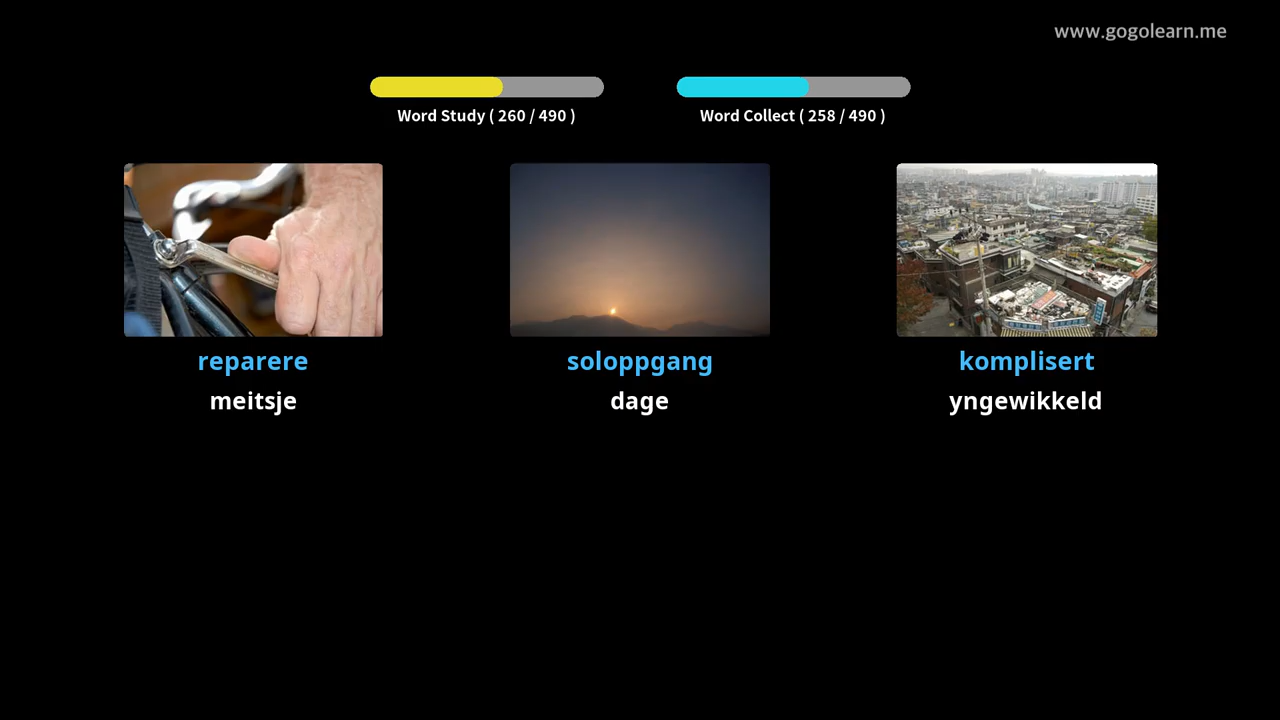 www.gogolearn.me
Word Study ( 260 / 490 )
Word Collect ( 258 / 490 )
reparere
soloppgang
komplisert
meitsje
dage
yngewikkeld